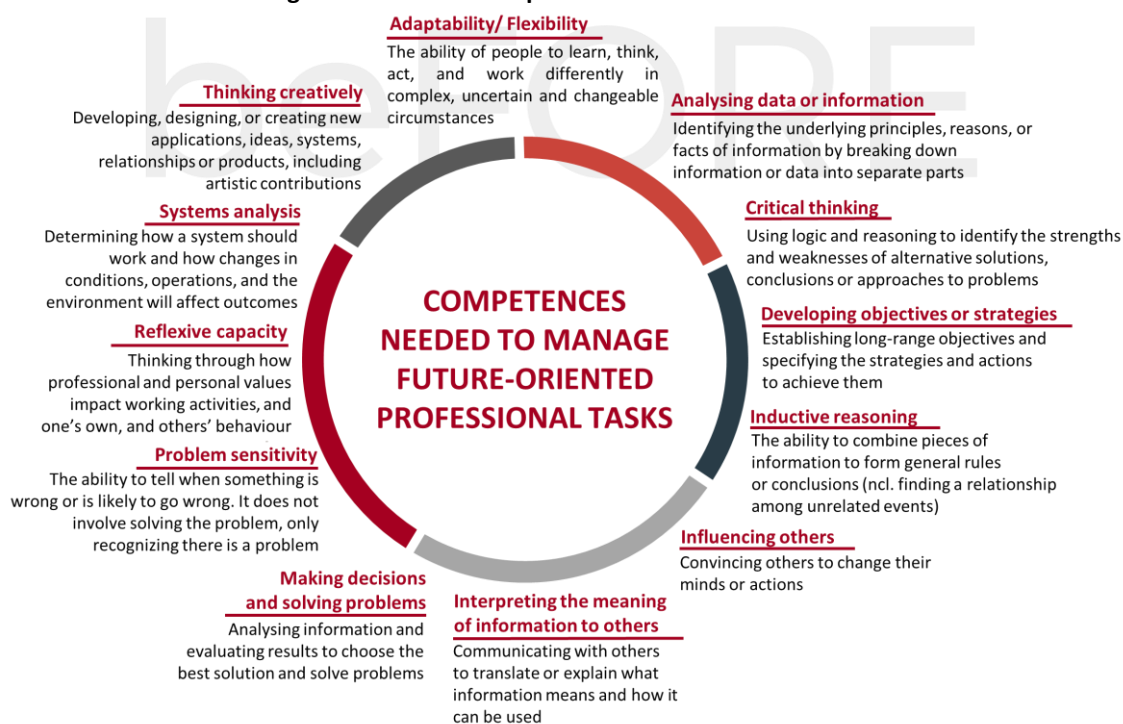 beFORE
Adaptability/ Flexibility
The ability of people to learn, think,
act, and work differently in
complex, uncertain and changeable
circumstances
Analysing data or information
Identifying the underlying principles, reasons, or
facts of information by breaking down
information or data into separate parts
Critical thinking
Using logic and reasoning to identify the strengths
and weaknesses of alternative solutions,
conclusions or approaches to problems
Developing objectives or strategies
Establishing long-range objectives and
specifying the strategies and actions
to achieve them
Inductive reasoning
The ability to combine pieces of
information to form general rules
or conclusions (ncl. finding a relationship
among unrelated events)
Influencing others
Convincing others to change their
minds or actions
Interpreting the meaning
of information to others
Communicating with others
to translate or explain what
information means and how it
can be used
Making decisions
and solving problems
Analysing information and
evaluating results to choose the
best solution and solve problems
Problem sensitivity
The ability to tell when something is
wrong or is likely to go wrong. It does not
involve solving the problem, only
recognizing there is a problem
Reflexive capacity
Thinking through how
professional and personal values
impact working activities, and
one's own, and others' behaviour
Systems analysis
Determining how a system should
work and how changes in
conditions, operations, and the
environment will affect outcomes
Thinking creatively
Developing, designing, or creating new
applications, ideas, systems,
relationships or products, including
artistic contributions
COMPETENCES
NEEDED TO MANAGE
FUTURE-ORIENTED
PROFESSIONAL TASKS